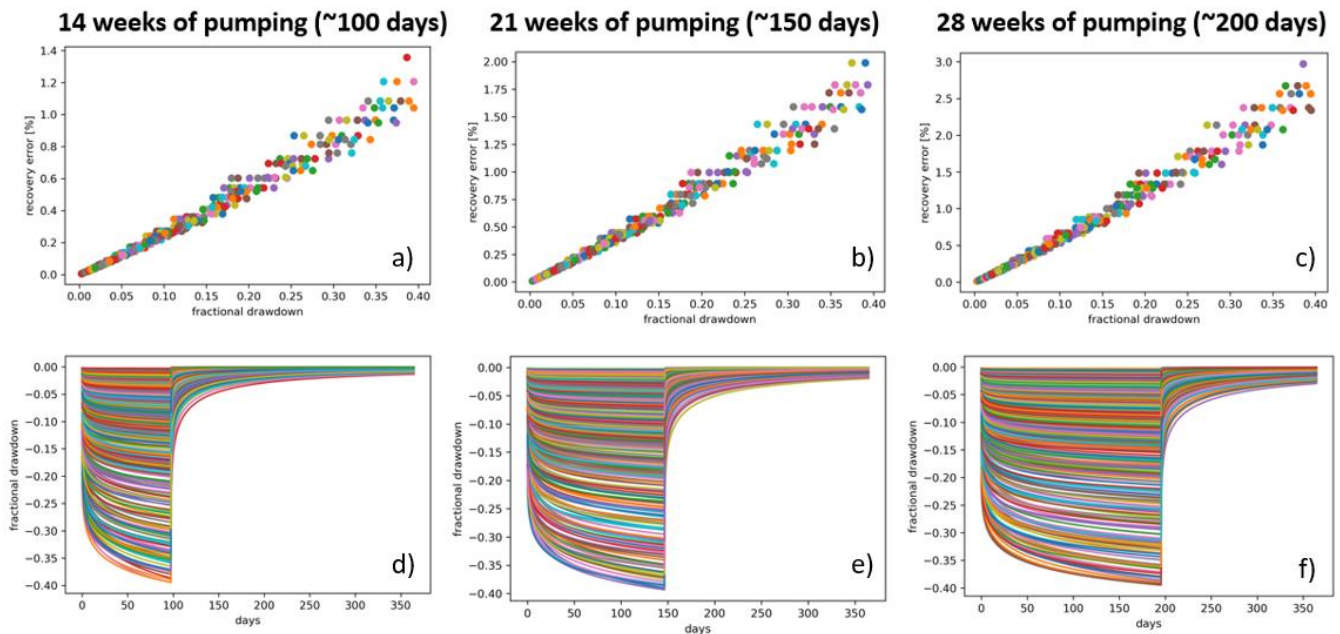 14 weeks of pumping (~100 days)
21 weeks of pumping (~150 days)
28 weeks of pumping (~200 days)
1.4
1.2
1.0
0.8
0.6
0.4
0.2
0.0
recovery error [%]
0.00 0.05 0.10 0.15 0.20 0.25 0.30 0.35 0.40
fractional drawdown
a)
2.00
1.75
1.50
1.25
1.00
0.75
0.50
0.25
0.00
recovery error [%]
0.00 0.05 0.10 0.15 0.20 0.25 0.30 0.35 0.40
fractional drawdown
b)
3.0
2.5
2.0
1.5
1.0
0.5
0.0
recovery error [%]
0.00 0.05 0.10 0.15 0.20 0.25 0.30 0.35 0.40
fractional drawdown
c)
0.00
−0.05
−0.10
−0.15
−0.20
−0.25
−0.30
−0.35
−0.40
fractional drawdown
0 50 100 150 200 250 300 350
days
d)
0.00
−0.05
−0.10
−0.15
−0.20
−0.25
−0.30
−0.35
−0.40
fractional drawdown
0 50 100 150 200 250 300 350
days
e)
0.00
−0.05
−0.10
−0.15
−0.20
−0.25
−0.30
−0.35
−0.40
fractional drawdown
0 50 100 150 200 250 300 350
days
f)